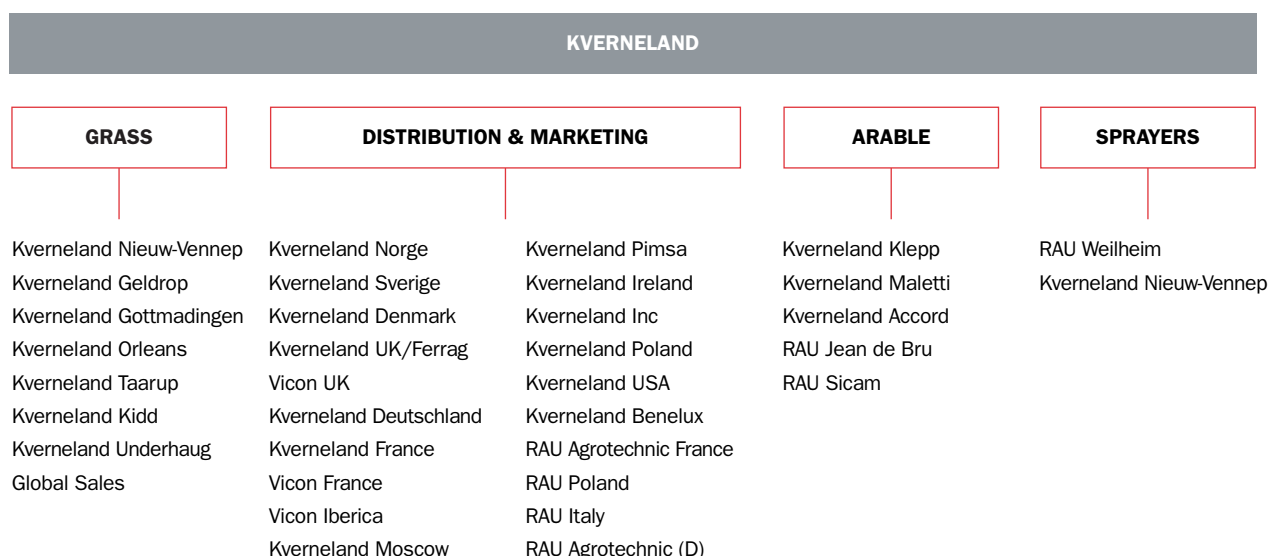 KVERNELAND
GRASS
DISTRIBUTION & MARKETING
ARABLE
SPRAYERS
Kverneland Nieuw-Vennep
Kverneland Geldrop
Kverneland Gottmadingen
Kverneland Orleans
Kverneland Taarup
Kverneland Kidd
Kverneland Underhaug
Global Sales
Kverneland Norge
Kverneland Sverige
Kverneland Denmark
Kverneland UK/Ferrag
Vicon UK
Kverneland Deutschland
Kverneland France
Vicon France
Vicon Iberica
Kverneland Moscow
Kverneland Pimsa
Kverneland Ireland
Kverneland Inc
Kverneland Poland
Kverneland USA
Kverneland Benelux
RAU Agrotechnic France
RAU Poland
RAU Italy
RAU Agrotechnic (D)
Kverneland Klepp
Kverneland Maletti
Kverneland Accord
RAU Jean de Bru
RAU Sicam
RAU Weilheim
Kverneland Nieuw-Vennep